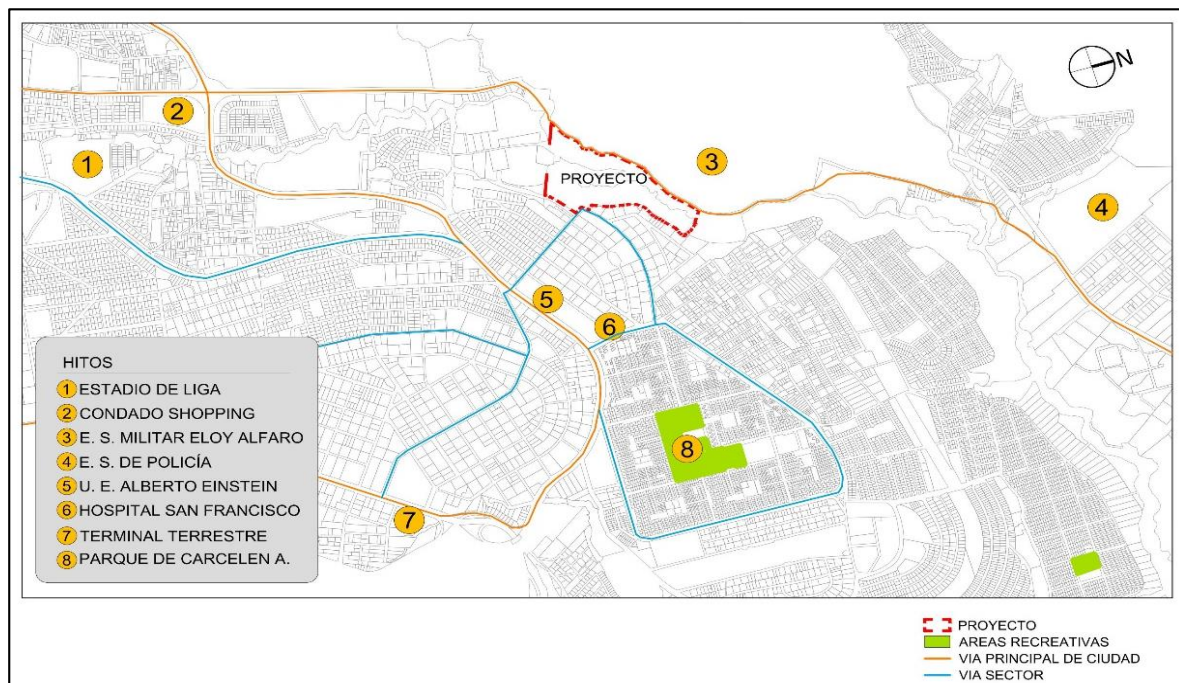 N
2
1
3
PROYECTO
4
5
6
8
7
HITOS
1 ESTADIO DE LIGA
2 CONDADO SHOPPING
3 E. S. MILITAR ELOY ALFARO
4 E. S. DE POLICÍA
5 U. E. ALBERTO EINSTEIN
6 HOSPITAL SAN FRANCISCO
7 TERMINAL TERRESTRE
8 PARQUE DE CARCELEN A.
PROYECTO
AREAS RECREATIVAS
VIA PRINCIPAL DE CIUDAD
VIA SECTOR